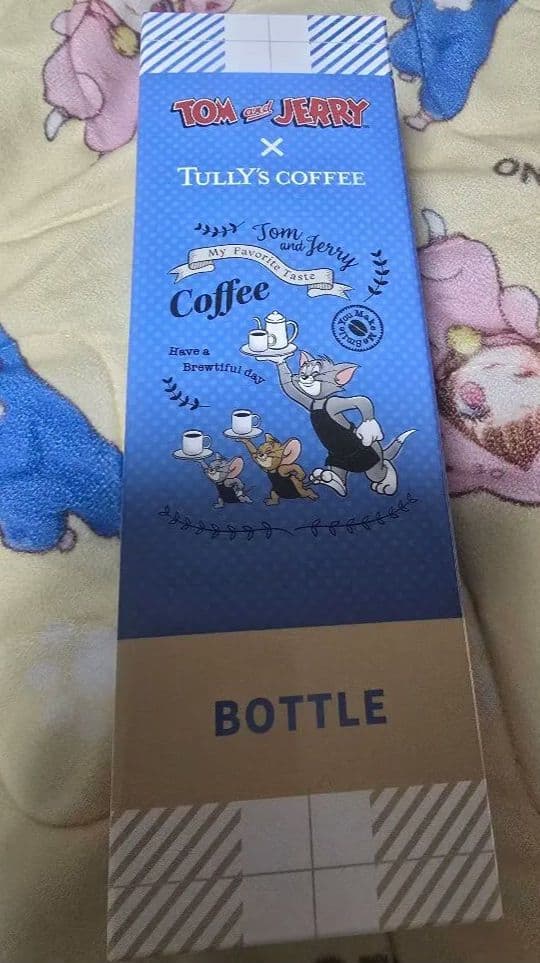 TOM and JERRY
×
TULLY'S COFFEE
Tom
and Jerry
My Favorite Taste
Coffee
You Make Me Smile
Have a
Brewtiful day
BOTTLE
ON